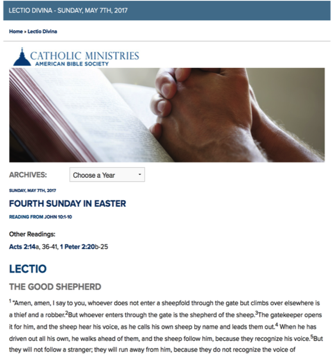 LECTIO DIVINA - SUNDAY, MAY 7TH, 2017
Home » Lectio Divina
CATHOLIC MINISTRIES
AMERICAN BIBLE SOCIETY
ARCHIVES: Choose a Year
SUNDAY, MAY 7TH, 2017
FOURTH SUNDAY IN EASTER
READING FROM JOHN 10:1-10
Other Readings:
Acts 2:14a, 36-41, 1 Peter 2:20b-25
LECTIO
THE GOOD SHEPHERD
1 "Amen, amen, I say to you, whoever does not enter a sheepfold through the gate but climbs over elsewhere is
a thief and a robber.2But whoever enters through the gate is the shepherd of the sheep.3The gatekeeper opens
it for him, and the sheep hear his voice, as he calls his own sheep by name and leads them out.4 When he has
driven out all his own, he walks ahead of them, and the sheep follow him, because they recognize his voice.5But
they will not follow a stranger; they will run away from him, because they do not recognize the voice of